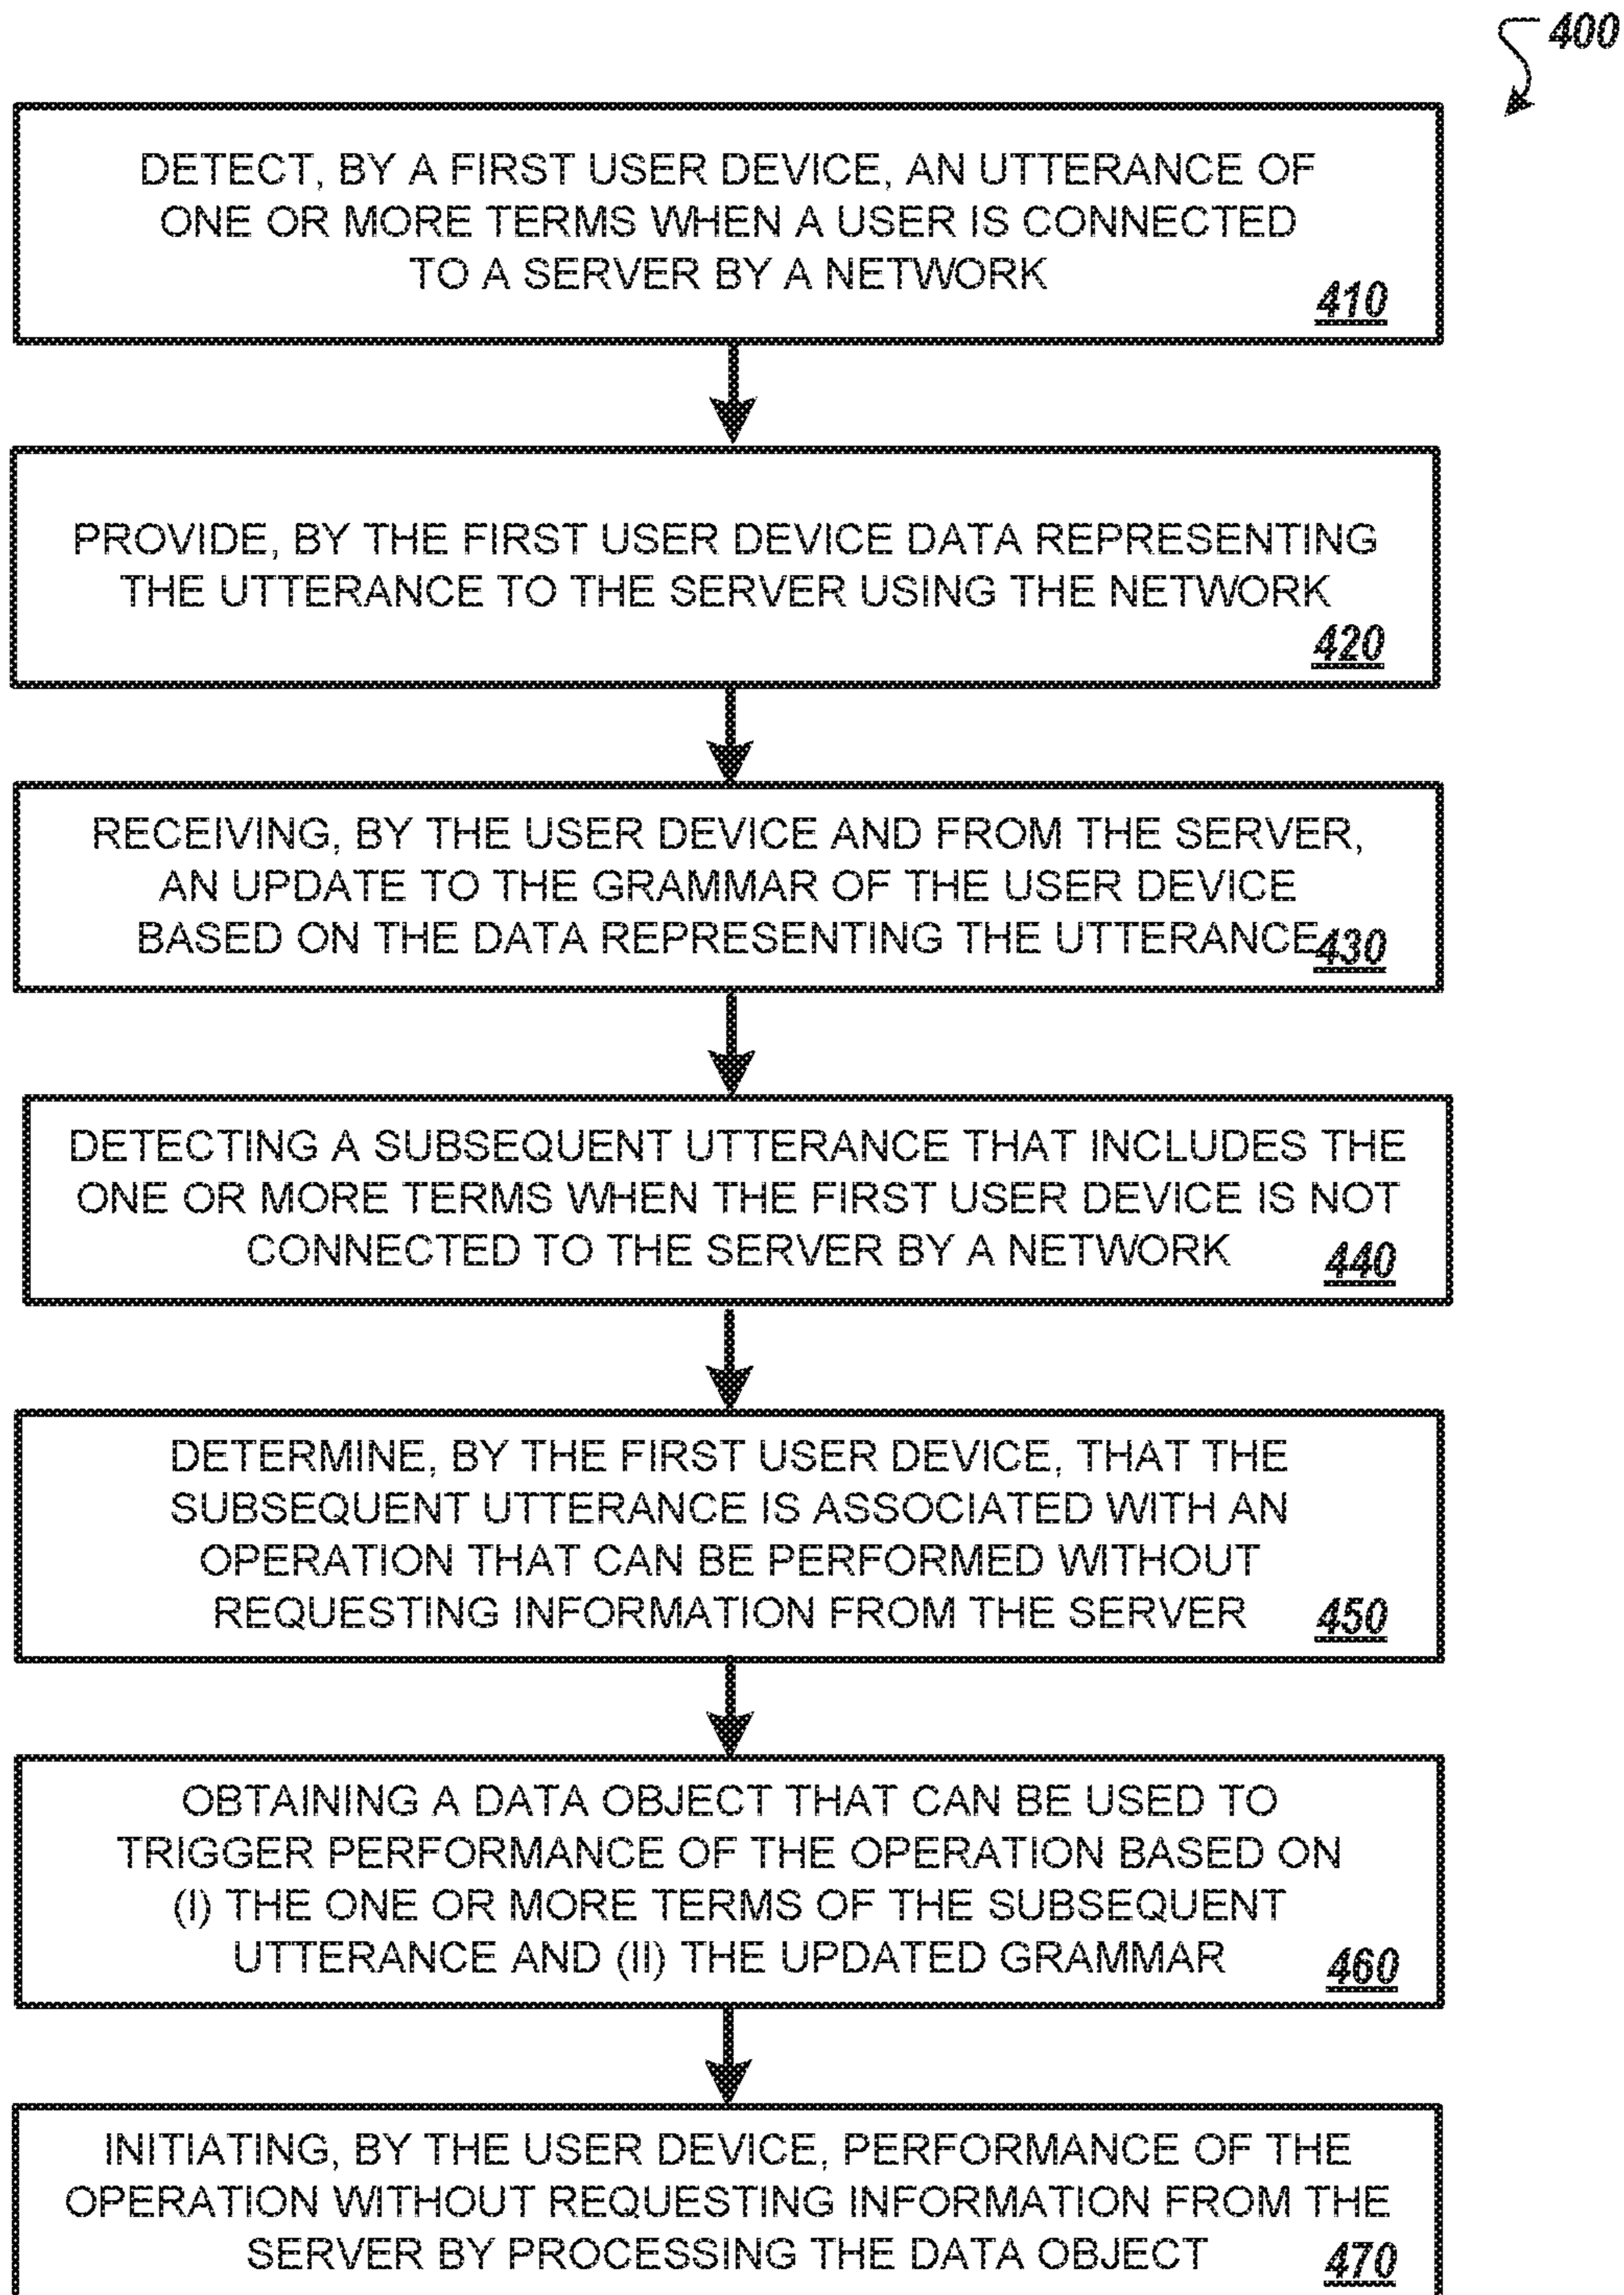 400
DETECT, BY A FIRST USER DEVICE, AN UTTERANCE OF
ONE OR MORE TERMS WHEN A USER IS CONNECTED
TO A SERVER BY A NETWORK
410
PROVIDE, BY THE FIRST USER DEVICE DATA REPRESENTING
THE UTTERANCE TO THE SERVER USING THE NETWORK
420
RECEIVING, BY THE USER DEVICE AND FROM THE SERVER,
AN UPDATE TO THE GRAMMAR OF THE USER DEVICE
BASED ON THE DATA REPRESENTING THE UTTERANCE
430
DETECTING A SUBSEQUENT UTTERANCE THAT INCLUDES THE
ONE OR MORE TERMS WHEN THE FIRST USER DEVICE IS NOT
CONNECTED TO THE SERVER BY A NETWORK
440
DETERMINE, BY THE FIRST USER DEVICE, THAT THE
SUBSEQUENT UTTERANCE IS ASSOCIATED WITH AN
OPERATION THAT CAN BE PERFORMED WITHOUT
REQUESTING INFORMATION FROM THE SERVER
450
OBTAINING A DATA OBJECT THAT CAN BE USED TO
TRIGGER PERFORMANCE OF THE OPERATION BASED ON
(I) THE ONE OR MORE TERMS OF THE SUBSEQUENT
UTTERANCE AND (II) THE UPDATED GRAMMAR
460
INITIATING, BY THE USER DEVICE, PERFORMANCE OF THE
OPERATION WITHOUT REQUESTING INFORMATION FROM THE
SERVER BY PROCESSING THE DATA OBJECT
470